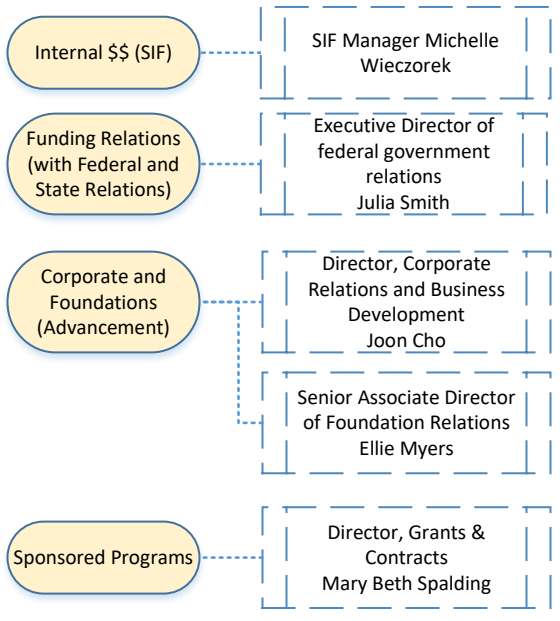 Internal $$ (SIF)
SIF Manager Michelle
Wieczorek
Funding Relations
(with Federal and
State Relations)
Executive Director of
federal government
relations
Julia Smith
Corporate and
Foundations
(Advancement)
Director, Corporate
Relations and Business
Development
Joon Cho
Senior Associate Director
of Foundation Relations
Ellie Myers
Sponsored Programs
Director, Grants &
Contracts
Mary Beth Spalding